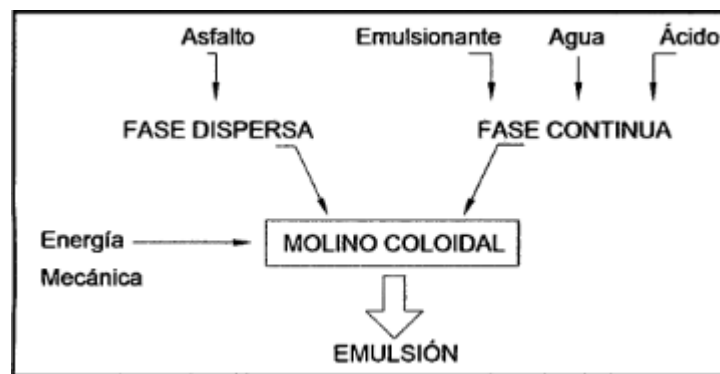 Asfalto Emulsionante Agua Ácido
FASE DISPERSA FASE CONTINUA
Energía MOLINO COLOIDAL
Mecánica
EMULSIÓN